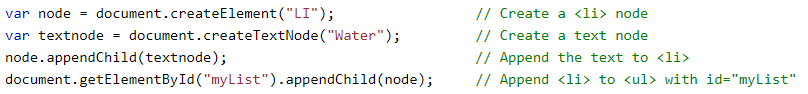 var node = document.createElement("LI");                 // Create a <li> node
var textnode = document.createTextNode("Water");         // Create a text node
node.appendChild(textnode);                              // Append the text to <li>
document.getElementById("myList").appendChild(node);     // Append <li> to <ul> with id="myList"